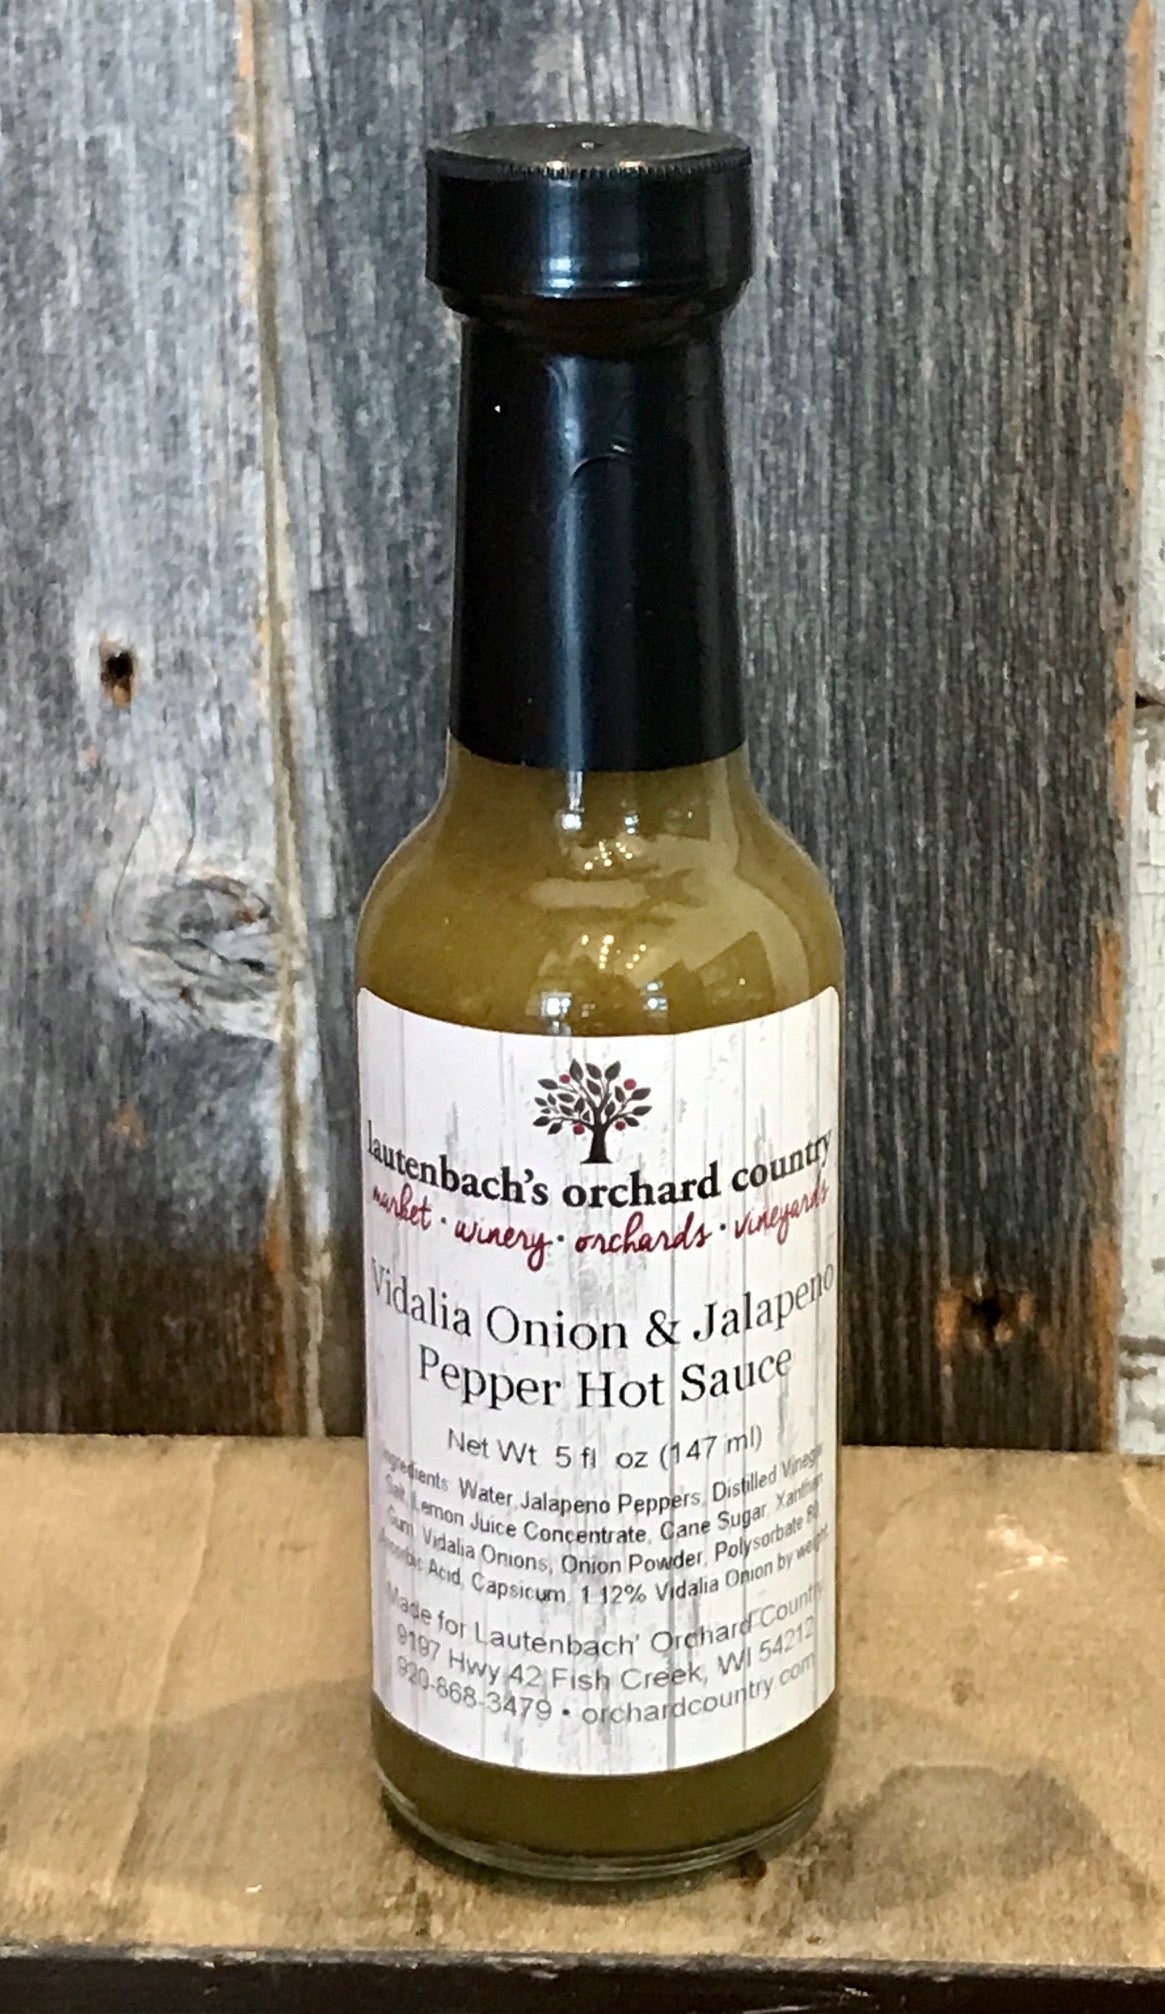 lautenbach's orchard country
market · winery · orchards · vineyards
Vidalia Onion & Jalapeno
Pepper Hot Sauce
Net Wt 5 fl oz (147 ml)
Ingredients: Water, Jalapeno Peppers, Distilled Vinegar
Salt, Lemon Juice Concentrate, Cane Sugar, Xanthan
Gum, Vidalia Onions, Onion Powder, Polysorbate 80,
Ascorbic Acid, Capsicum. 1.12% Vidalia Onion by weight
Made for Lautenbach' Orchard Country
9197 Hwy 42 Fish Creek, WI 54212
920-868-3479 • orchardcountry.com